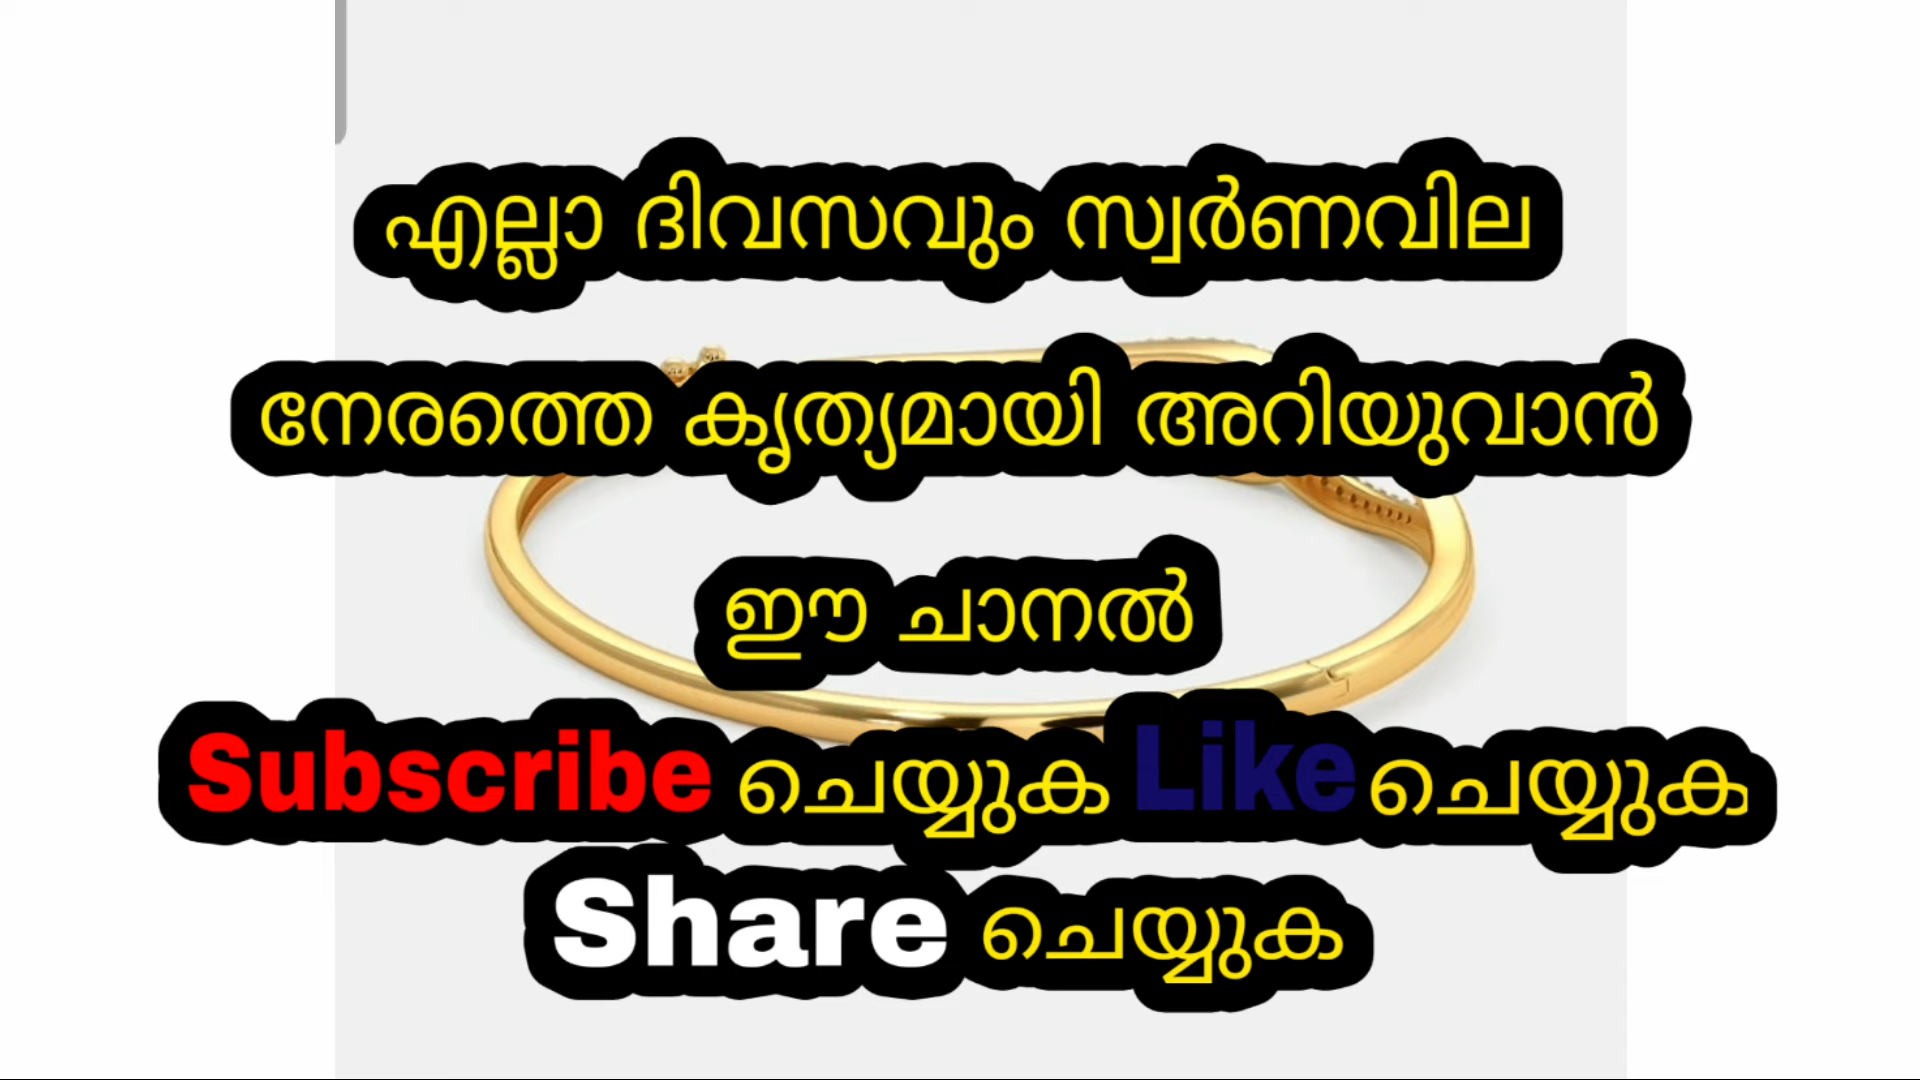 എല്ലാ ദിവസവും സ്വർണവില
നേരത്തെ കൃത്യമായി അറിയുവാൻ
ഈ ചാനൽ
Subscribe ചെയ്യുക Like ചെയ്യുക
Share ചെയ്യുക